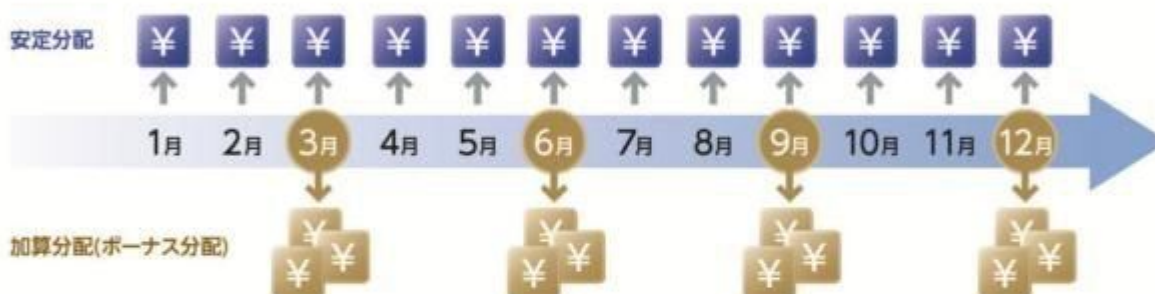 安定分配 ¥ ¥ ¥ ¥ ¥ ¥ ¥ ¥ ¥ ¥ ¥ ¥
1月 2月 3月 4月 5月 6月 7月 8月 9月 10月 11月 12月
加算分配(ボーナス分配) ¥ ¥ ¥ ¥ ¥ ¥ ¥ ¥ ¥ ¥ ¥ ¥